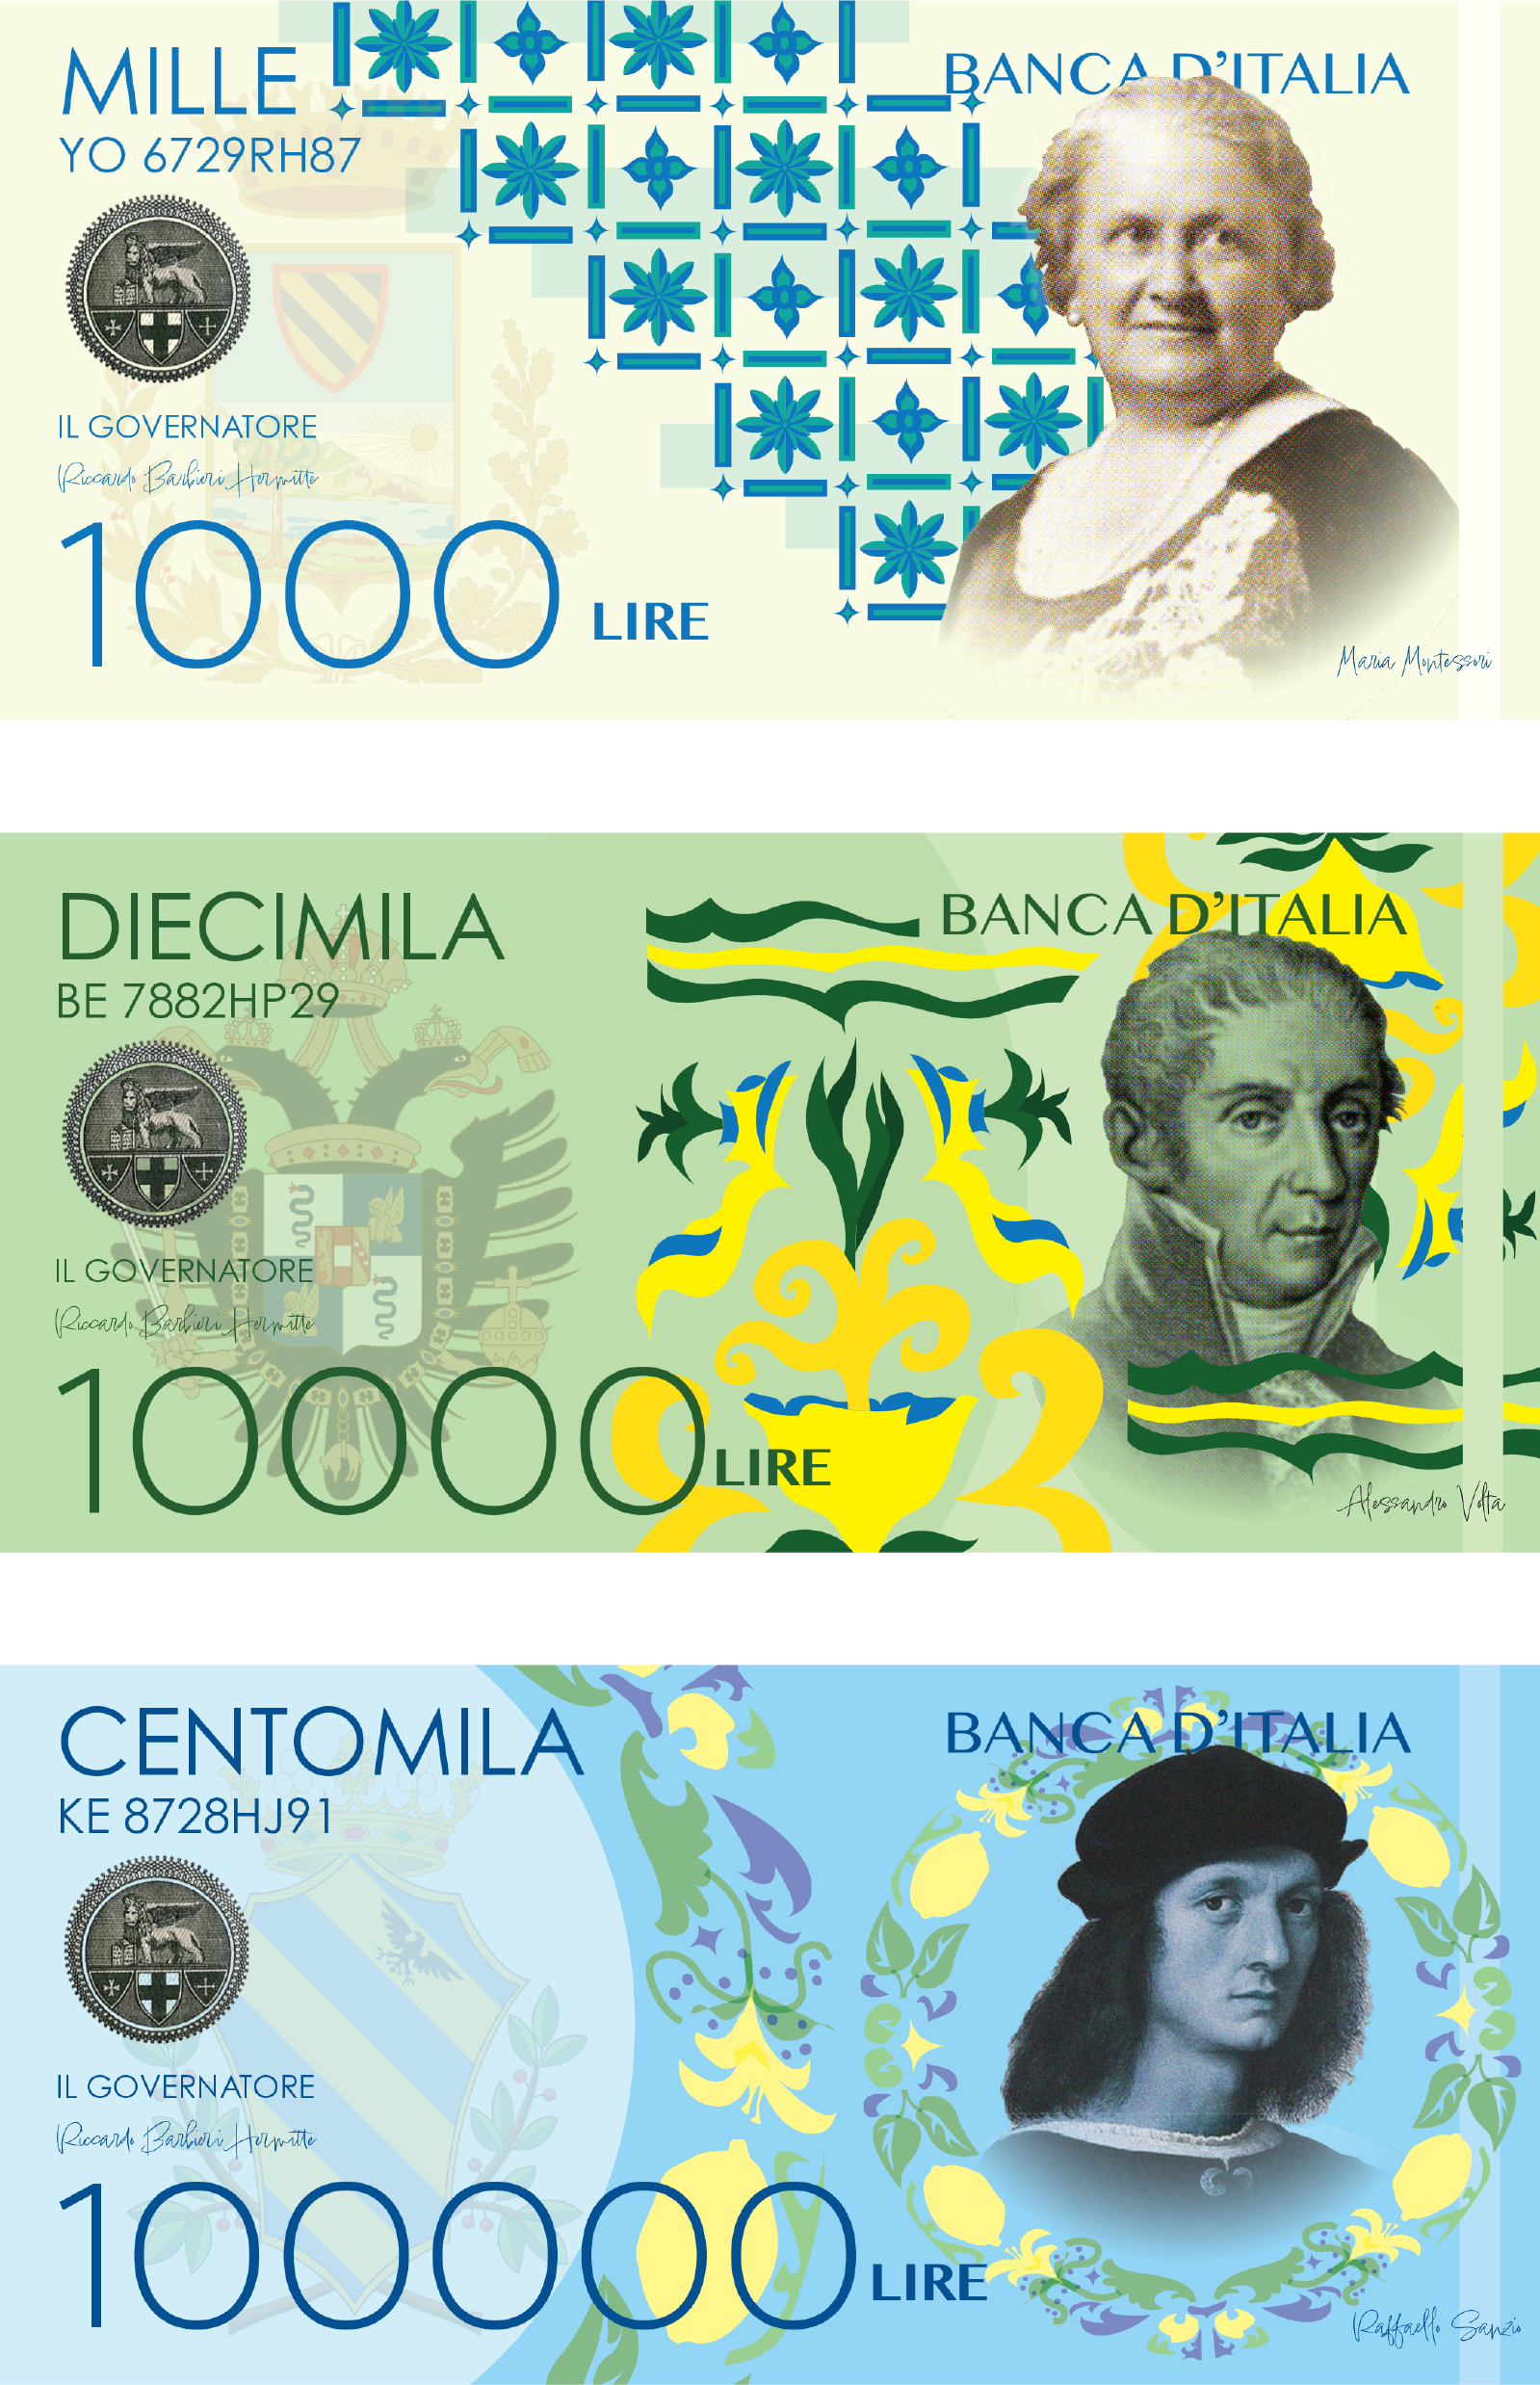 MILLE
BANCA D'ITALIA
YO 6729RH87
IL GOVERNATORE
Riccardo Barbieri Hermitte
1000 LIRE
Maria Montessori
DIECIMILA
BANCA D'ITALIA
BE 7882HP29
IL GOVERNATORE
Riccardo Barbieri Hermitte
10000 LIRE
Alessandro Volta
CENTOMILA
BANCA D'ITALIA
KE 8728HJ91
IL GOVERNATORE
Riccardo Barbieri Hermitte
100000 LIRE
Raffaello Sanzio